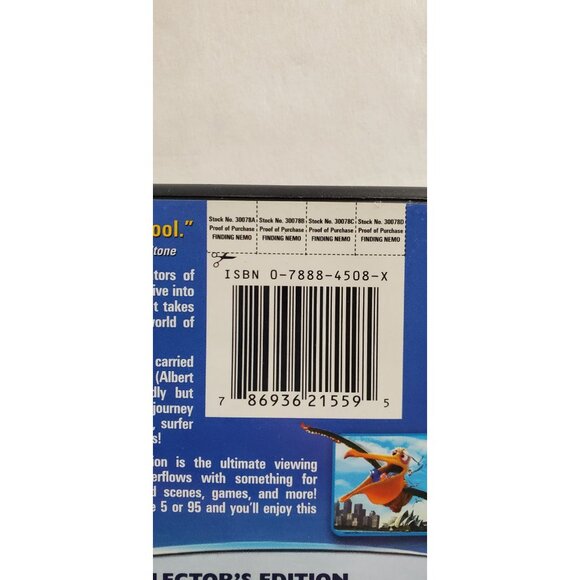 Stock No. 30078A Stock No. 30078B Stock No. 30078C Stock No. 30078D
Proof of Purchase Proof of Purchase Proof of Purchase Proof of Purchase
FINDING NEMO FINDING NEMO FINDING NEMO FINDING NEMO
ool."
tone
ISBN 0-7888-4508-X
tors of
ive into
t takes
orld of
carried
(Albert
dly but
journey
, surfer
s!
7 86936 21559 5
tion is the ultimate viewing
erflows with something for
d scenes, games, and more!
e 5 or 95 and you'll enjoy this
LLECTOR'S EDITION